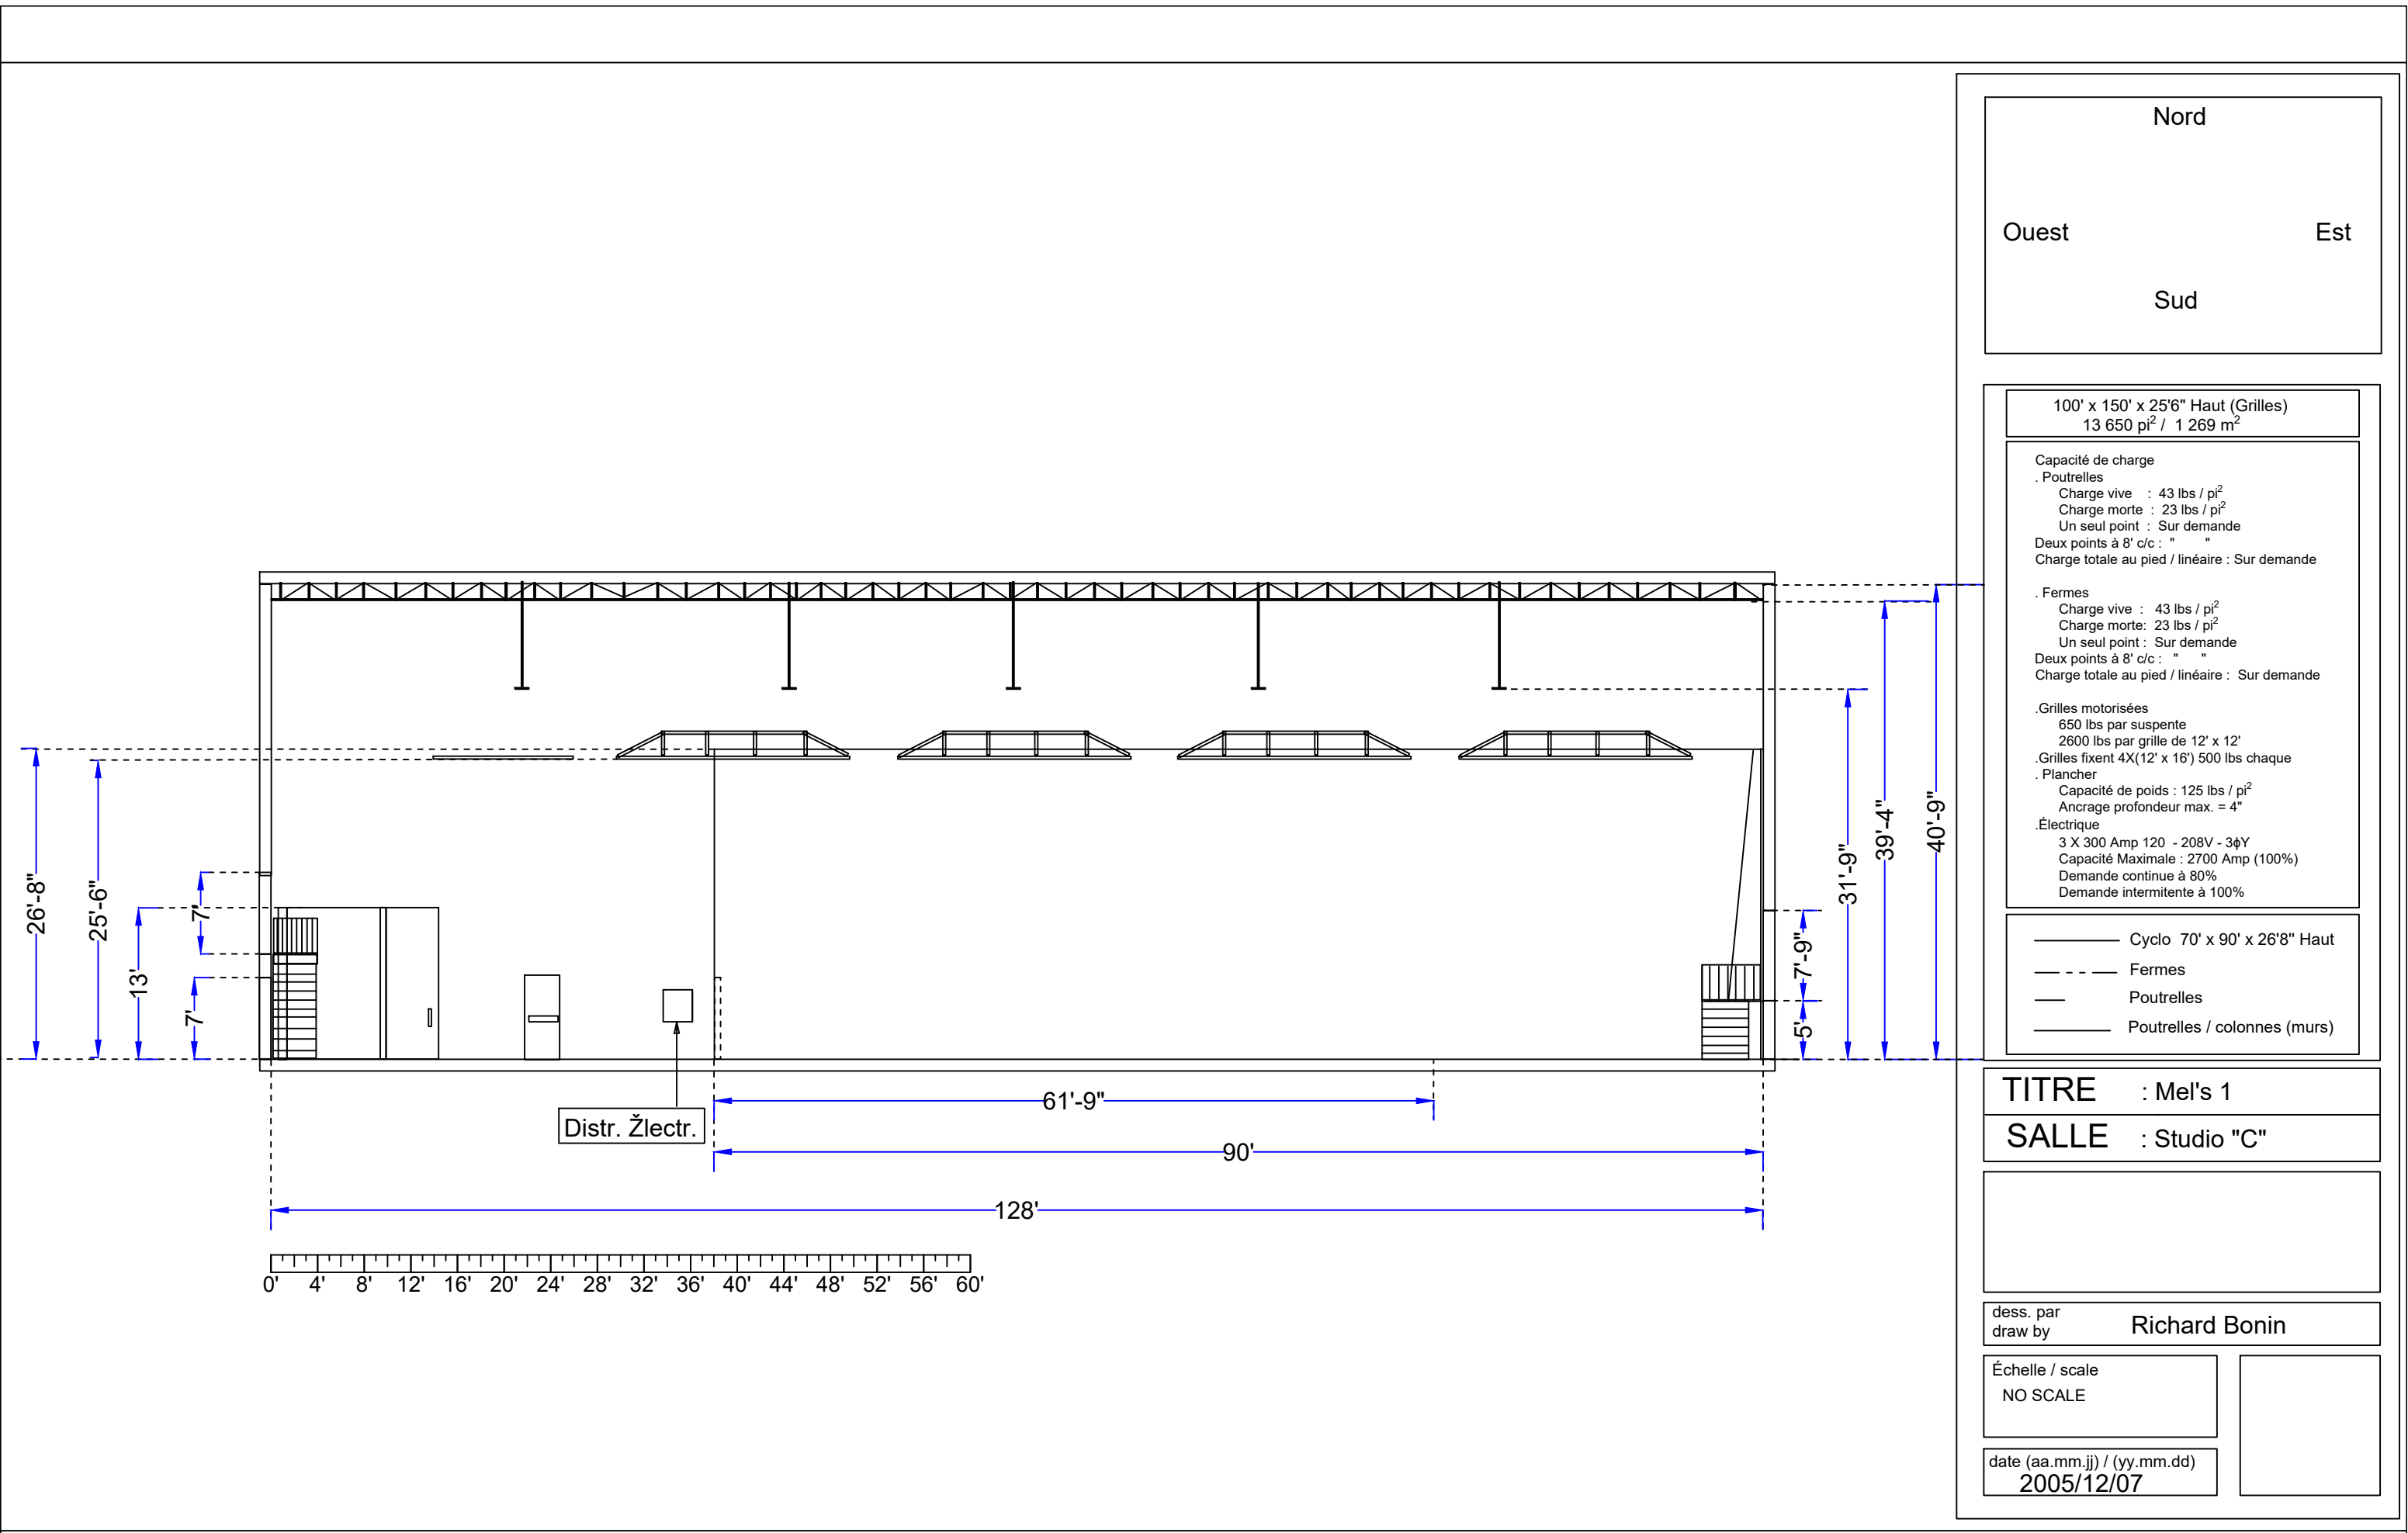 Nord
Ouest
Est
Sud
100' x 150' x 25'6" Haut (Grilles)
13 650 pi² / 1 269 m²
Capacité de charge
. Poutrelles
Charge vive : 43 lbs / pi²
Charge morte : 23 lbs / pi²
Un seul point : Sur demande
Deux points à 8' c/c : " "
Charge totale au pied / linéaire : Sur demande
. Fermes
Charge vive : 43 lbs / pi²
Charge morte: 23 lbs / pi²
Un seul point : Sur demande
Deux points à 8' c/c : " "
Charge totale au pied / linéaire : Sur demande
.Grilles motorisées
650 lbs par suspente
2600 lbs par grille de 12' x 12'
.Grilles fixent 4X(12' x 16') 500 lbs chaque
. Plancher
Capacité de poids : 125 lbs / pi²
Ancrage profondeur max. = 4"
.Électrique
3 X 300 Amp 120 - 208V - 3ϕY
Capacité Maximale : 2700 Amp (100%)
Demande continue à 80%
Demande intermitente à 100%
Cyclo 70' x 90' x 26'8" Haut
Fermes
Poutrelles
Poutrelles / colonnes (murs)
TITRE : Mel's 1
SALLE : Studio "C"
dess. par
draw by
Richard Bonin
Échelle / scale
NO SCALE
date (aa.mm.jj) / (yy.mm.dd)
2005/12/07
26'-8"
25'-6"
13'
7'
7'
31'-9"
39'-4"
40'-9"
7'-9"
5'
Distr. Žlectr.
61'-9"
90'
128'
0' 4' 8' 12' 16' 20' 24' 28' 32' 36' 40' 44' 48' 52' 56' 60'